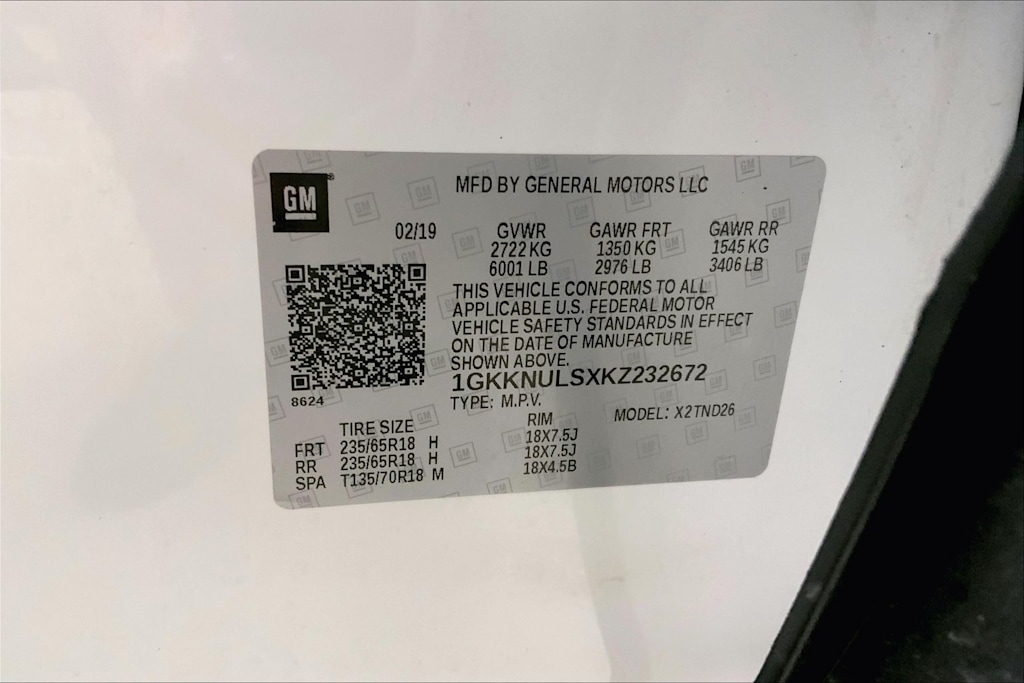 GM
MFD BY GENERAL MOTORS LLC
02/19 GVWR GAWR FRT GAWR RR
2722 KG 1350 KG 1545 KG
6001 LB 2976 LB 3406 LB
THIS VEHICLE CONFORMS TO ALL
APPLICABLE U.S. FEDERAL MOTOR
VEHICLE SAFETY STANDARDS IN EFFECT
ON THE DATE OF MANUFACTURE
SHOWN ABOVE.
1GKKNULSXKZ232672
8624
TYPE: M.P.V. MODEL: X2TND26
TIRE SIZE RIM
FRT 235/65R18 H 18X7.5J
RR 235/65R18 H 18X7.5J
SPA T135/70R18 M 18X4.5B